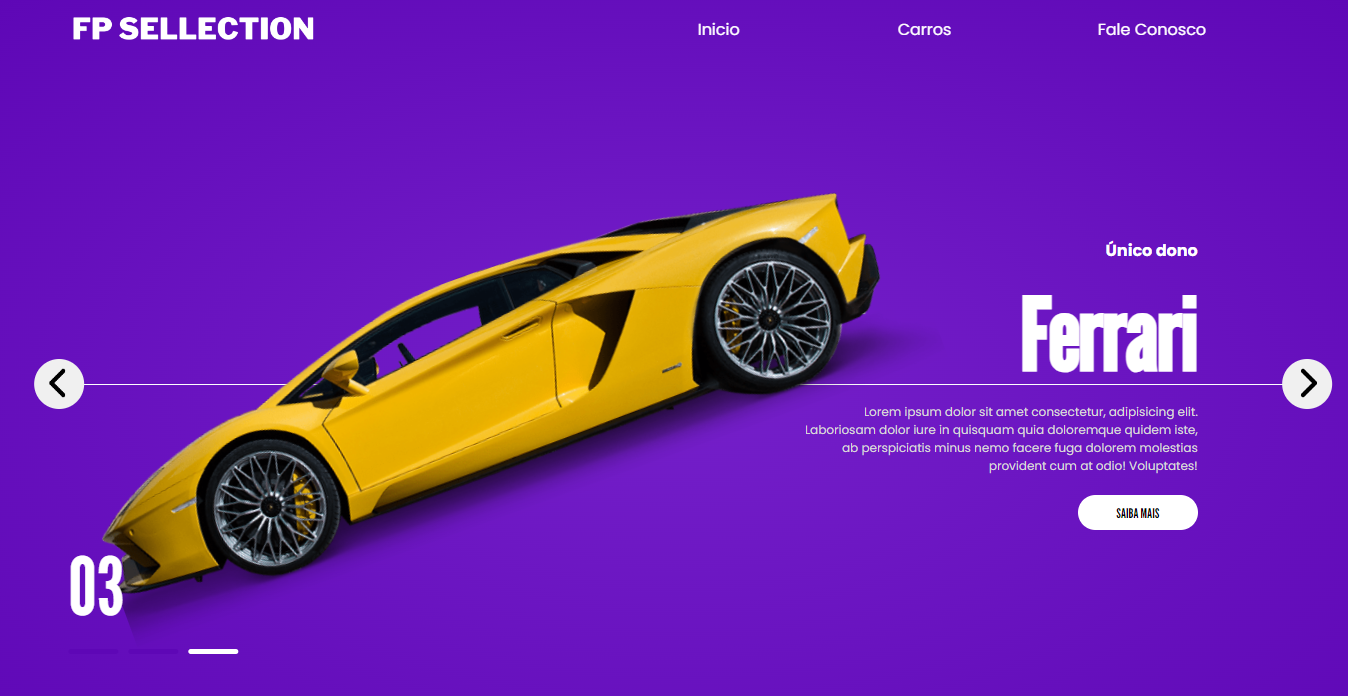 FP SELLECTION
Inicio
Carros
Fale Conosco
Único dono
Ferrari
Lorem ipsum dolor sit amet consectetur, adipisicing elit.
Laboriosam dolor iure in quisquam quia doloremque quidem iste,
ab perspiciatis minus nemo facere fuga dolorem molestias
provident cum at odio! Voluptates!
SAIBA MAIS
03